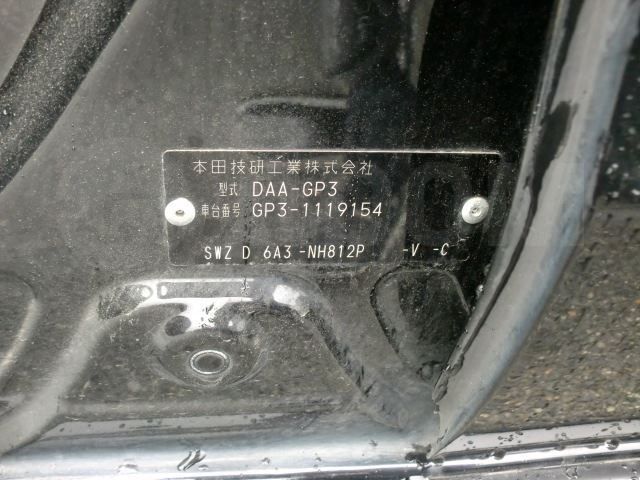 本田技研工業株式会社
型式 DAA-GP3
車台番号 GP3-1119154
SWZ D 6A3 -NH812P -V -C